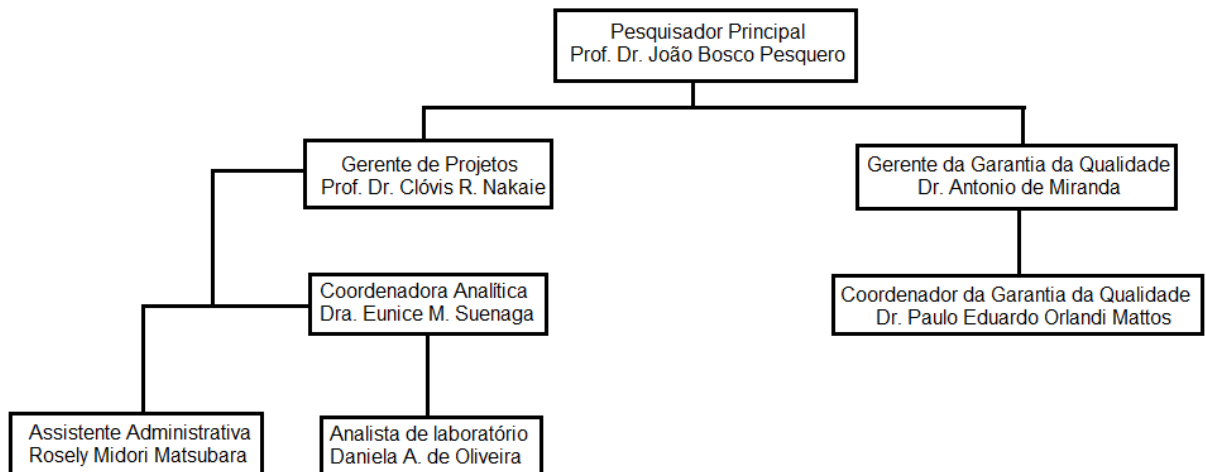 Pesquisador Principal
Prof. Dr. João Bosco Pesquero
Gerente de Projetos
Prof. Dr. Clóvis R. Nakaie
Gerente da Garantia da Qualidade
Dr. Antonio de Miranda
Coordenadora Analítica
Dra. Eunice M. Suenaga
Coordenador da Garantia da Qualidade
Dr. Paulo Eduardo Orlandi Mattos
Assistente Administrativa
Rosely Midori Matsubara
Analista de laboratório
Daniela A. de Oliveira